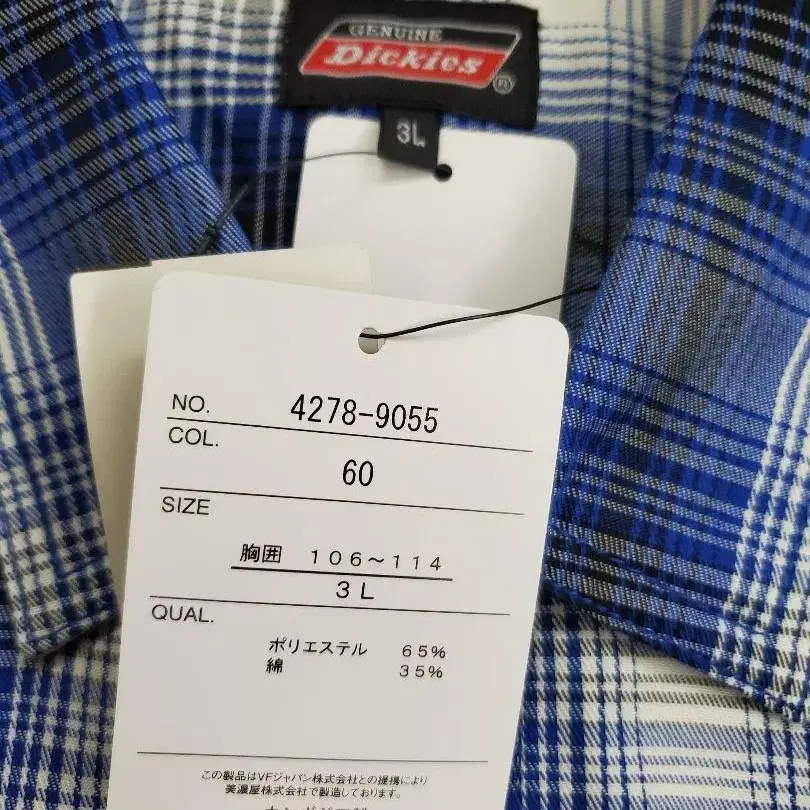 GENUINE
Dickies
®
3L
NO. 4278-9055
COL.
60
SIZE
胸囲 106～114
3L
QUAL.
ポリエステル 65%
綿 35%
この製品はVFジャパン株式会社との提携により
美濃屋株式会社で製造しております。